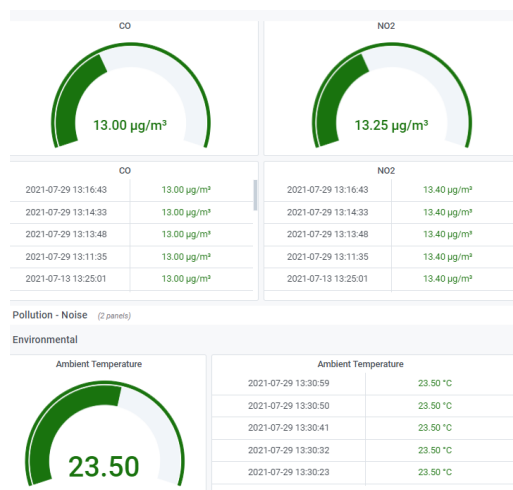 CO
NO2
13.00 µg/m³
13.25 µg/m³
CO
2021-07-29 13:16:43 13.00 µg/m³
2021-07-29 13:14:33 13.00 µg/m³
2021-07-29 13:13:48 13.00 µg/m³
2021-07-29 13:11:35 13.00 µg/m³
2021-07-13 13:25:01 13.00 µg/m³
NO2
2021-07-29 13:16:43 13.40 µg/m³
2021-07-29 13:14:33 13.40 µg/m³
2021-07-29 13:13:48 13.40 µg/m³
2021-07-29 13:11:35 13.40 µg/m³
2021-07-13 13:25:01 13.40 µg/m³
Pollution - Noise (2 panels)
Environmental
Ambient Temperature
23.50
Ambient Temperature
2021-07-29 13:30:59 23.50 °C
2021-07-29 13:30:50 23.50 °C
2021-07-29 13:30:41 23.50 °C
2021-07-29 13:30:32 23.50 °C
2021-07-29 13:30:23 23.50 °C